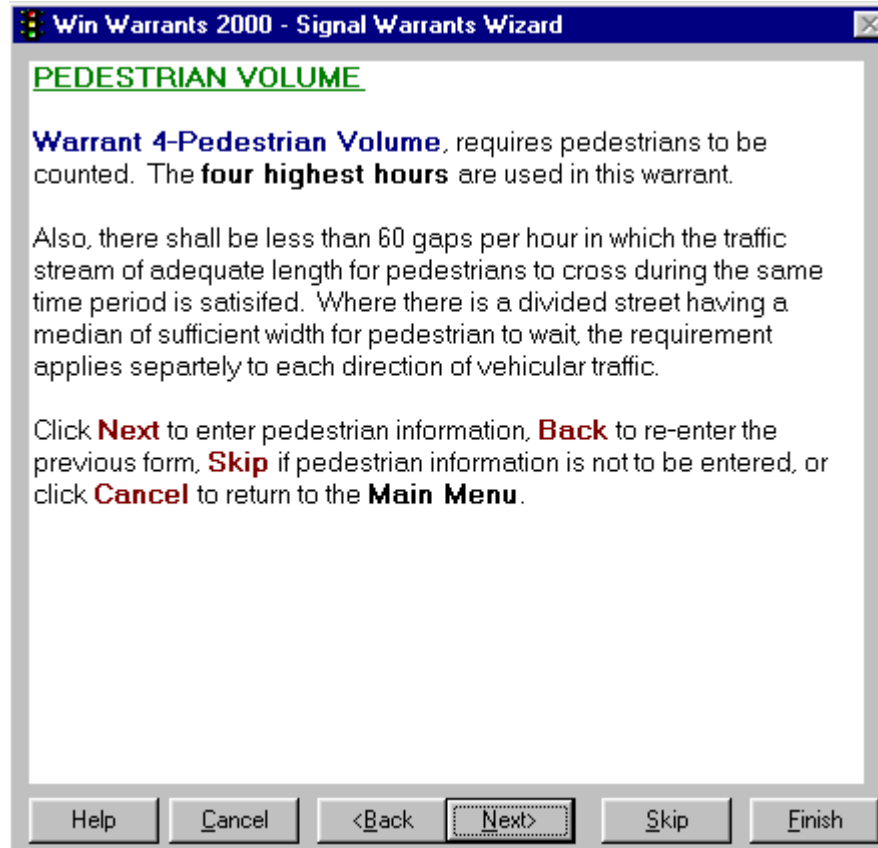 Win Warrants 2000 - Signal Warrants Wizard
PEDESTRIAN VOLUME
Warrant 4-Pedestrian Volume, requires pedestrians to be
counted. The four highest hours are used in this warrant.
Also, there shall be less than 60 gaps per hour in which the traffic
stream of adequate length for pedestrians to cross during the same
time period is satisifed. Where there is a divided street having a
median of sufficient width for pedestrian to wait, the requirement
applies separtely to each direction of vehicular traffic.
Click Next to enter pedestrian information, Back to re-enter the
previous form, Skip if pedestrian information is not to be entered, or
click Cancel to return to the Main Menu.
Help Cancel <Back Next> Skip Finish